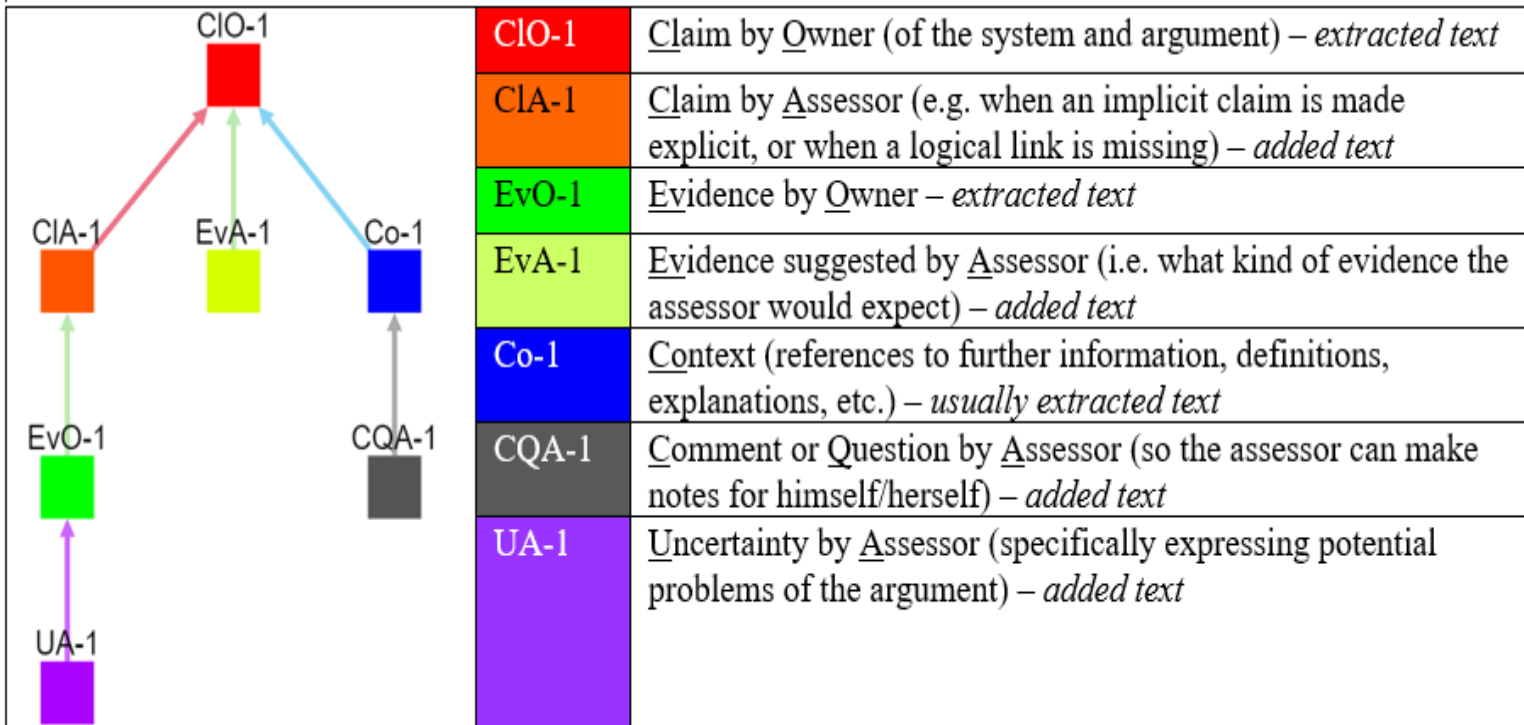 ClO-1
ClA-1
EvA-1
Co-1
EvO-1
CQA-1
UA-1
ClO-1
Claim by Owner (of the system and argument) – extracted text
ClA-1
Claim by Assessor (e.g. when an implicit claim is made
explicit, or when a logical link is missing) – added text
EvO-1
Evidence by Owner – extracted text
EvA-1
Evidence suggested by Assessor (i.e. what kind of evidence the
assessor would expect) – added text
Co-1
Context (references to further information, definitions,
explanations, etc.) – usually extracted text
CQA-1
Comment or Question by Assessor (so the assessor can make
notes for himself/herself) – added text
UA-1
Uncertainty by Assessor (specifically expressing potential
problems of the argument) – added text